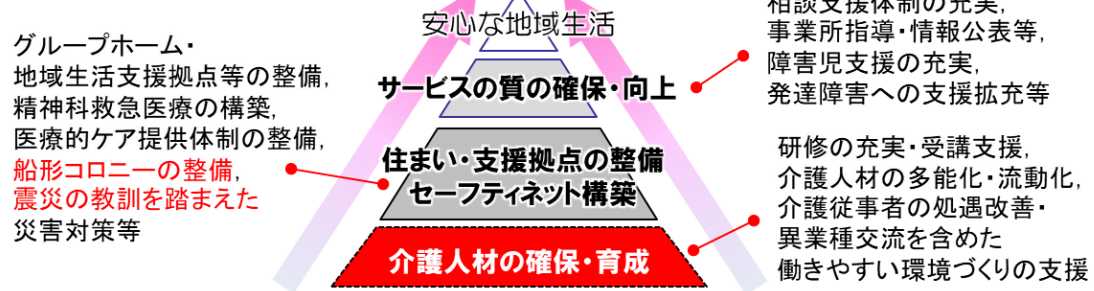 安心な地域生活
サービスの質の確保・向上
住まい・支援拠点の整備
セーフティネット構築
介護人材の確保・育成
グループホーム・
地域生活支援拠点等の整備,
精神科救急医療の構築,
医療的ケア提供体制の整備,
船形コロニーの整備,
震災の教訓を踏まえた
災害対策等
相談支援体制の充実,
事業所指導・情報公表等,
障害児支援の充実,
発達障害への支援拡充等
研修の充実・受講支援,
介護人材の多能化・流動化,
介護従事者の処遇改善・
異業種交流を含めた
働きやすい環境づくりの支援